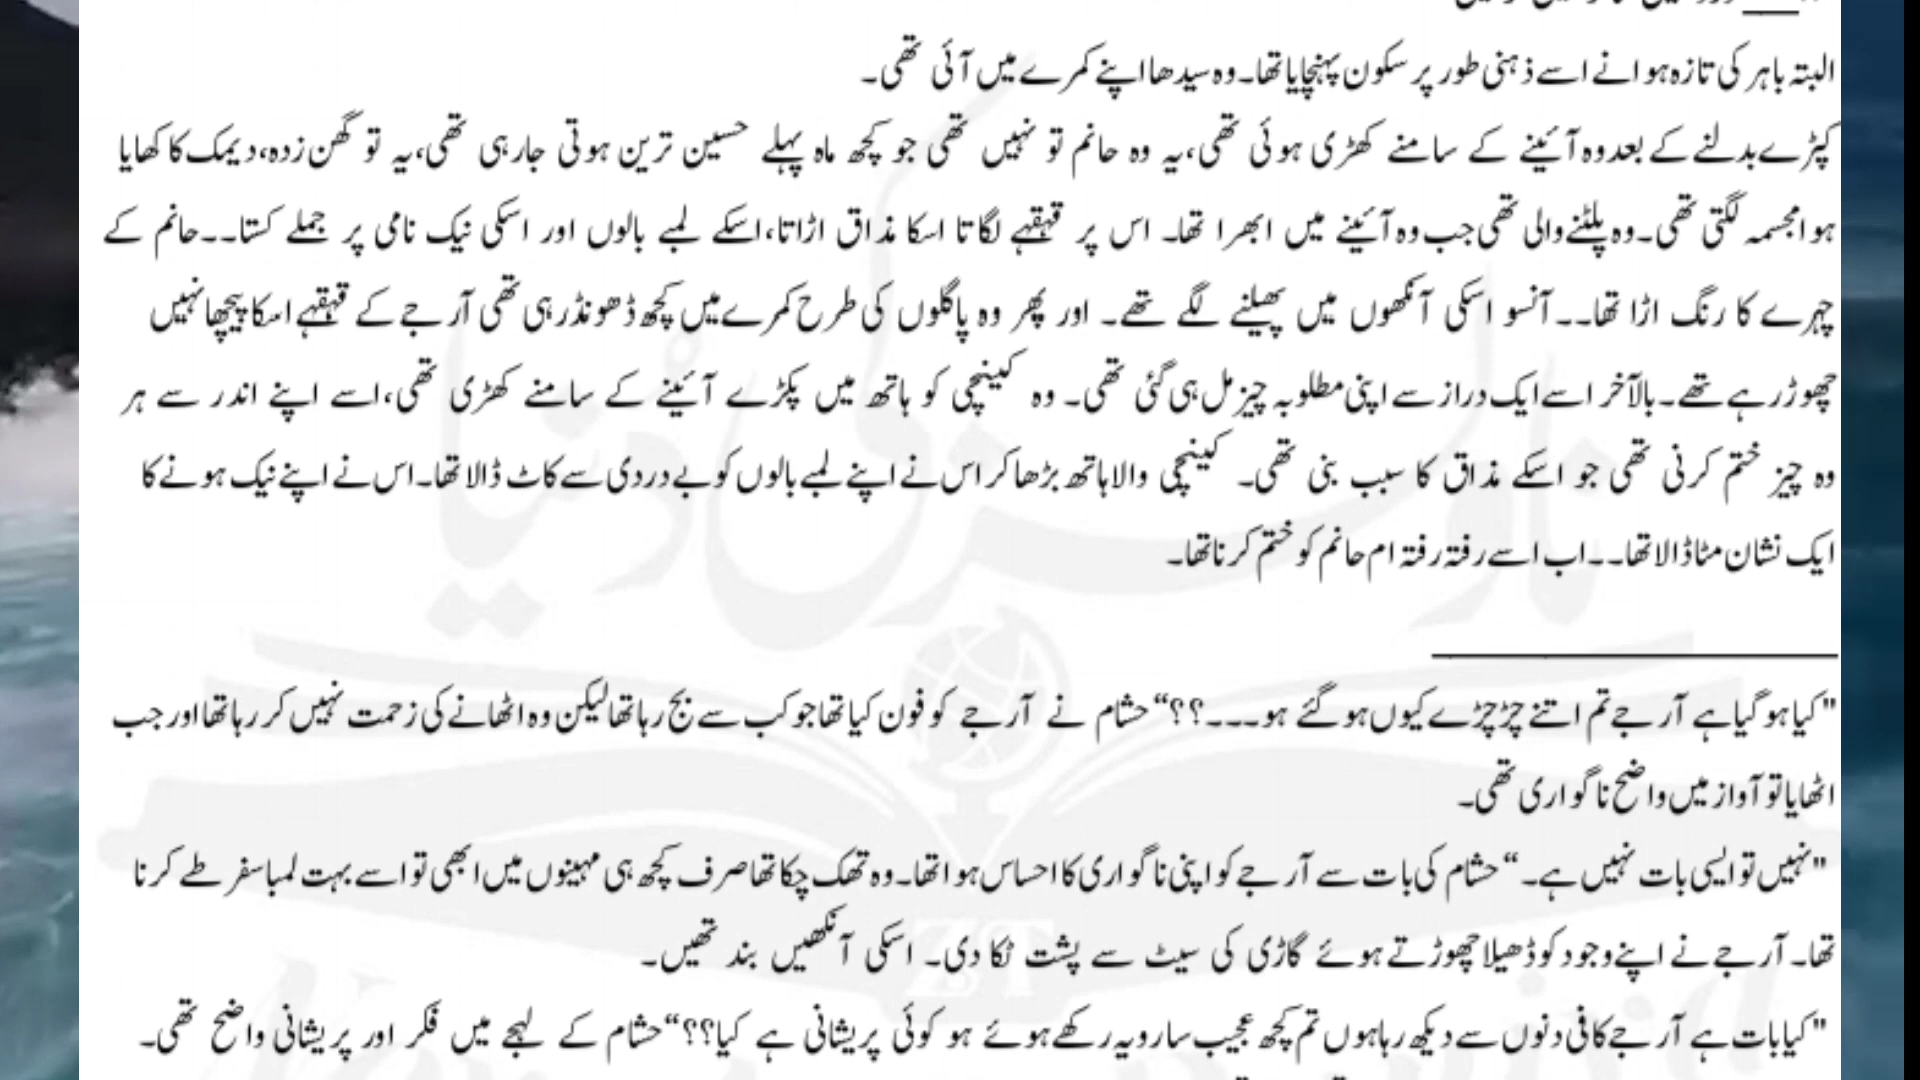 البتہ باہر کی تازہ ہوا نے اسے ذہنی طور پر سکون پہنچایا تھا۔ وہ سیدھا اپنے کمرے میں آئی تھی۔
کپڑے بدلنے کے بعد وہ آئینے کے سامنے کھڑی ہوئی تھی، یہ وہ حانم تو نہیں تھی جو کچھ ماہ پہلے حسین ترین ہوتی جارہی تھی، یہ تو گھن زدہ، دیمک کا کھایا
ہوا مجسمہ لگتی تھی۔ وہ پلٹنے والی تھی جب وہ آئینے میں ابھرا تھا۔ اس پر قہقہے لگاتا اسکا مذاق اڑاتا، اسکے لمبے بالوں اور اسکی نیک نامی پر جملے کستا۔۔ حانم کے
چہرے کا رنگ اڑا تھا۔۔ آنسو اسکی آنکھوں میں پھیلنے لگے تھے۔ اور پھر وہ پاگلوں کی طرح کمرے میں کچھ ڈھونڈ رہی تھی آر جے کے قہقہے اسکا پیچھا نہیں
چھوڑ رہے تھے۔ بالآخر اسے ایک دراز سے اپنی مطلوبہ چیز مل ہی گئی تھی۔ وہ کینچی کو ہاتھ میں پکڑے آئینے کے سامنے کھڑی تھی، اسے اپنے اندر سے ہر
وہ چیز ختم کرنی تھی جو اسکے مذاق کا سبب بنی تھی۔ کینچی والا ہاتھ بڑھا کر اس نے اپنے لمبے بالوں کو بے دردی سے کاٹ ڈالا تھا۔ اس نے اپنے نیک ہونے کا
ایک نشان مٹا ڈالا تھا۔۔ اب اسے رفتہ رفتہ ام حانم کو ختم کرنا تھا۔
"کیا ہو گیا ہے آر جے تم اتنے چڑچڑے کیوں ہو گئے ہو۔۔۔؟؟“ حشام نے آر جے کو فون کیا تھا جو کب سے بج رہا تھا لیکن وہ اٹھانے کی زحمت نہیں کر رہا تھا اور جب
اٹھایا تو آواز میں واضح ناگواری تھی۔
"نہیں تو ایسی بات نہیں ہے۔“ حشام کی بات سے آر جے کو اپنی ناگواری کا احساس ہوا تھا۔ وہ تھک چکا تھا صرف کچھ ہی مہینوں میں ابھی تو اسے بہت لمبا سفر طے کرنا
تھا۔ آر جے نے اپنے وجود کو ڈھیلا چھوڑتے ہوئے گاڑی کی سیٹ سے پشت ٹکا دی۔ اسکی آنکھیں بند تھیں۔
"کیا بات ہے آر جے کافی دنوں سے دیکھ رہا ہوں تم کچھ عجیب سا رویہ رکھے ہوئے ہو کوئی پریشانی ہے کیا؟؟“ حشام کے لہجے میں فکر اور پریشانی واضح تھی۔